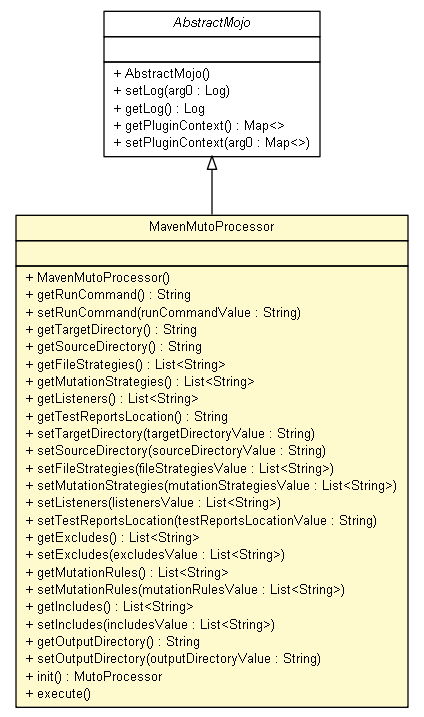 AbstractMojo
+ AbstractMojo()
+ setLog(arg0 : Log)
+ getLog() : Log
+ getPluginContext() : Map<>
+ setPluginContext(arg0 : Map<>)
MavenMutoProcessor
+ MavenMutoProcessor()
+ getRunCommand() : String
+ setRunCommand(runCommandValue : String)
+ getTargetDirectory() : String
+ getSourceDirectory() : String
+ getFileStrategies() : List<String>
+ getMutationStrategies() : List<String>
+ getListeners() : List<String>
+ getTestReportsLocation() : String
+ setTargetDirectory(targetDirectoryValue : String)
+ setSourceDirectory(sourceDirectoryValue : String)
+ setFileStrategies(fileStrategiesValue : List<String>)
+ setMutationStrategies(mutationStrategiesValue : List<String>)
+ setListeners(listenersValue : List<String>)
+ setTestReportsLocation(testReportsLocationValue : String)
+ getExcludes() : List<String>
+ setExcludes(excludesValue : List<String>)
+ getMutationRules() : List<String>
+ setMutationRules(mutationRulesValue : List<String>)
+ getIncludes() : List<String>
+ setIncludes(includesValue : List<String>)
+ getOutputDirectory() : String
+ setOutputDirectory(outputDirectoryValue : String)
+ init() : MutoProcessor
+ execute()